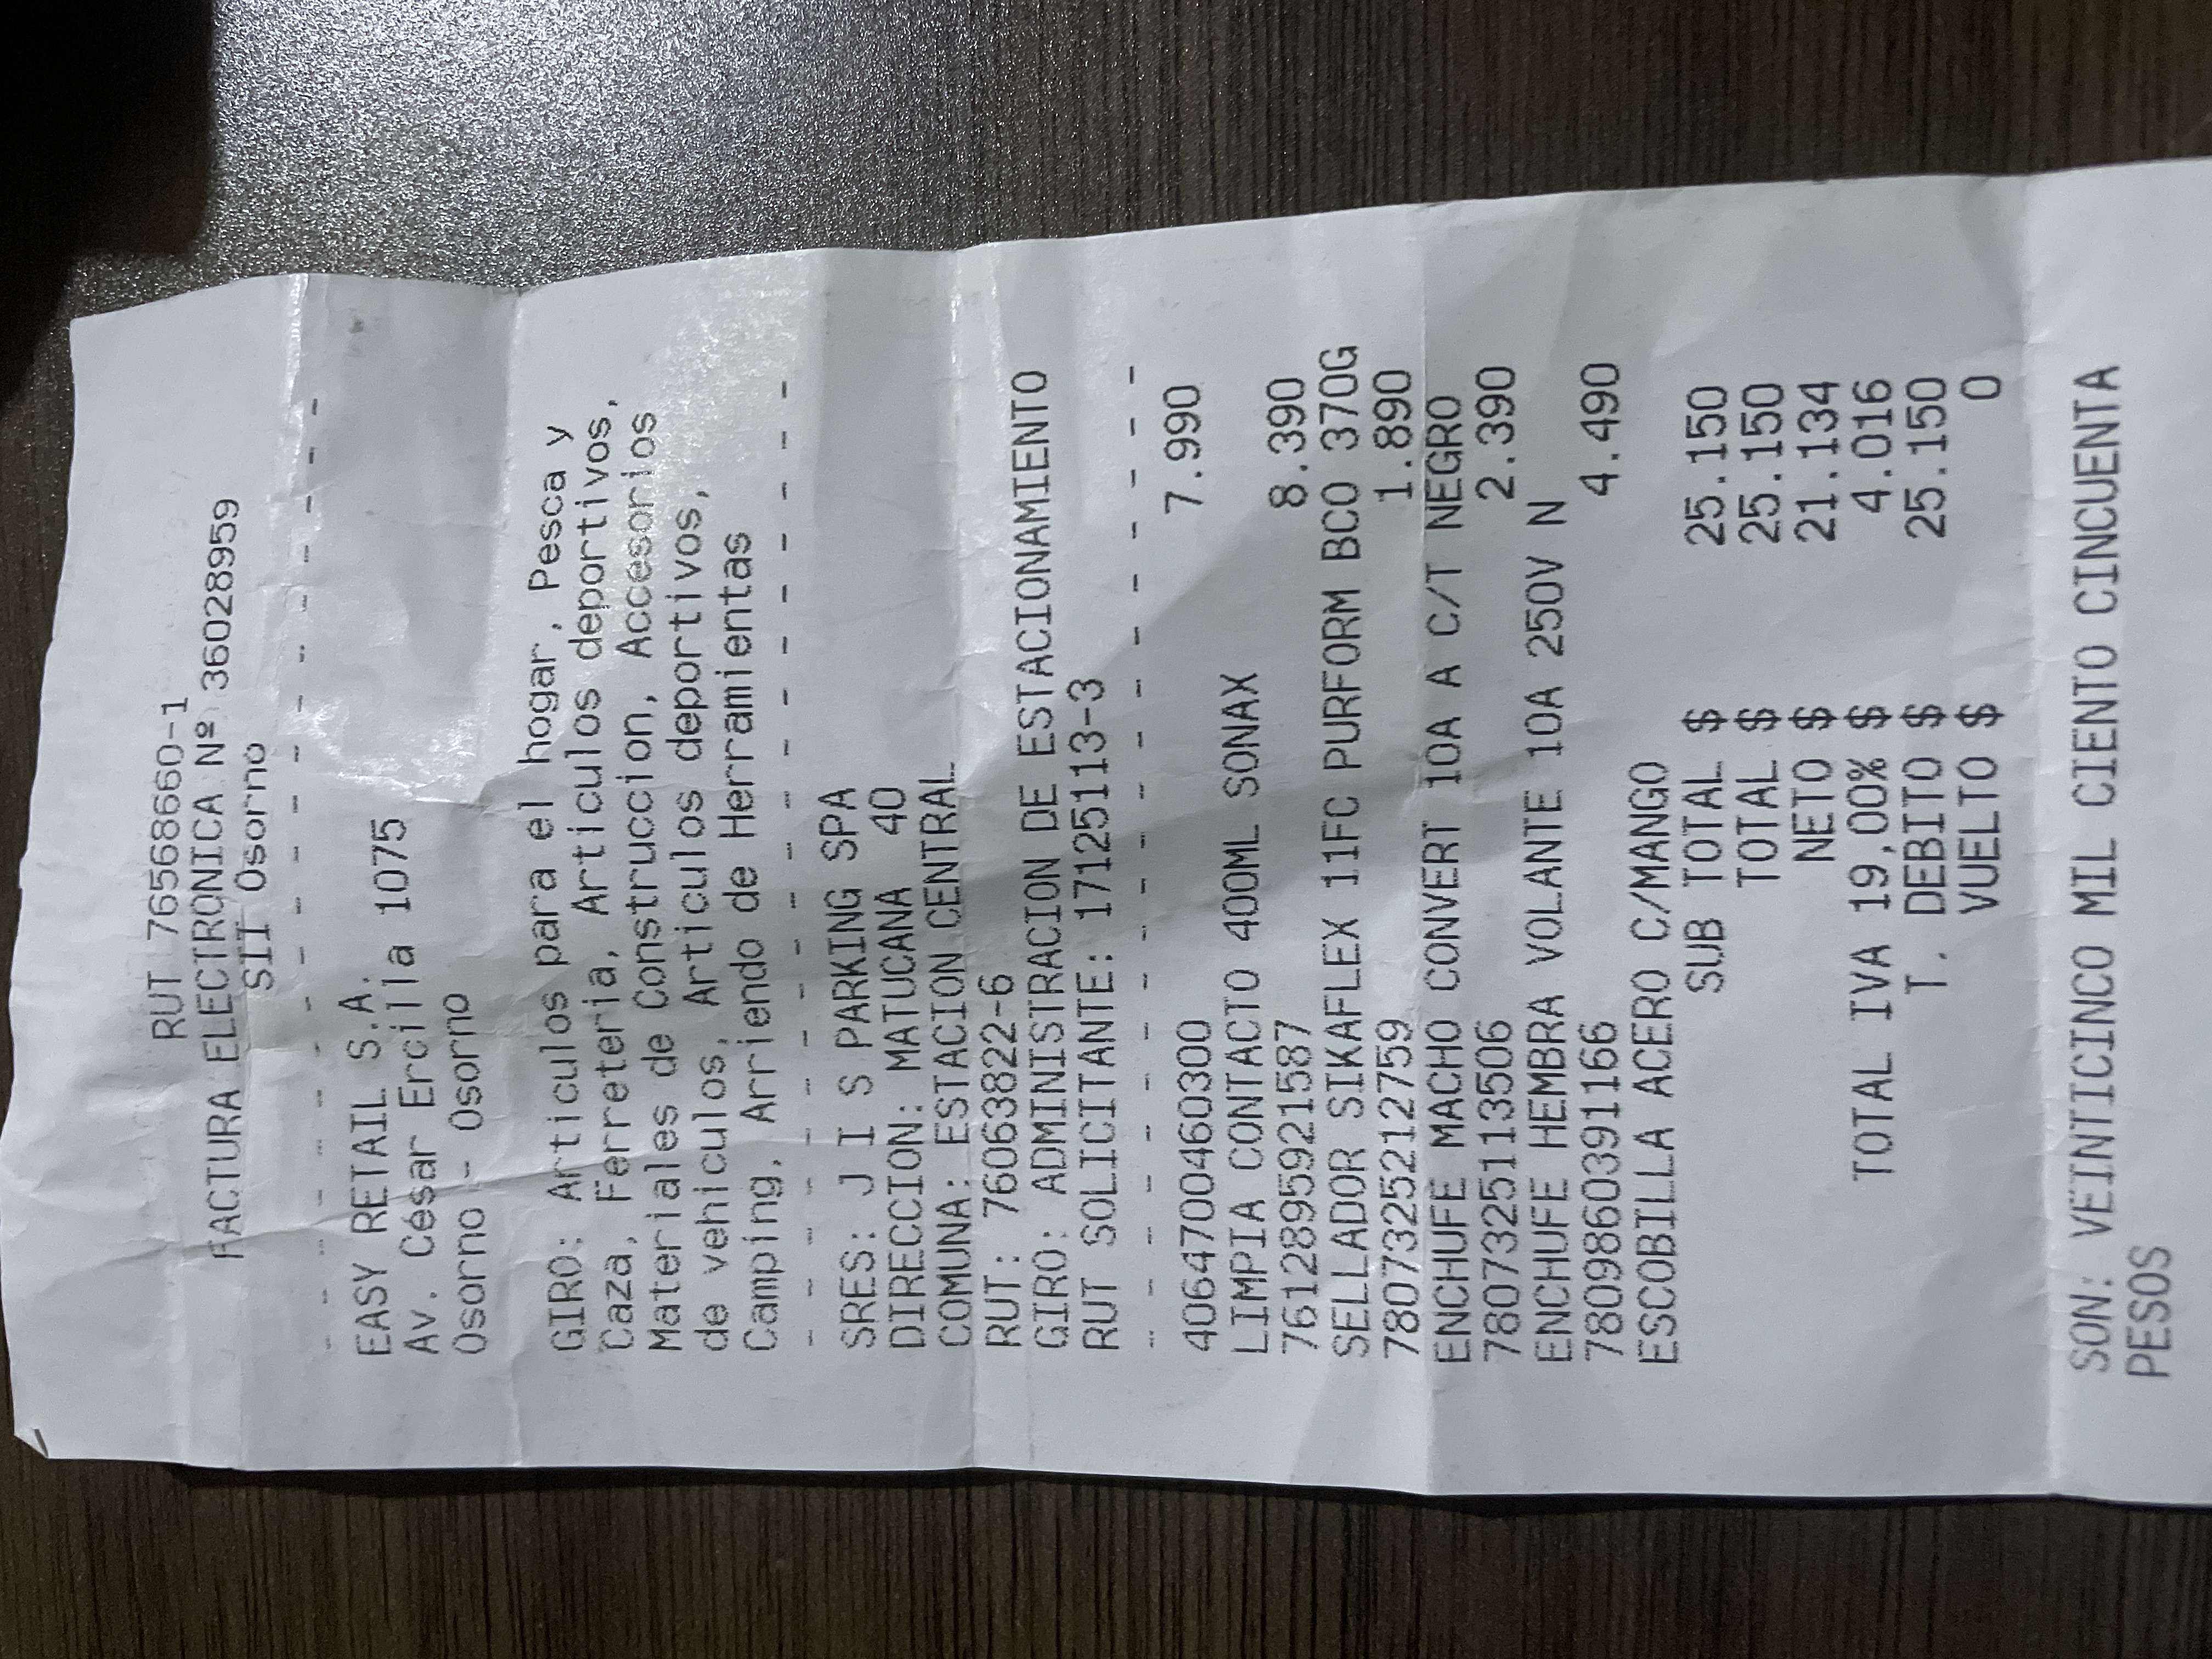 RUT 76568660-1
FACTURA ELECTRONICA Nº 36028959
SII Osorno
- - - - - - - - - - - - - - - - - -
EASY RETAIL S.A.
Av. César Ercilla 1075
Osorno - Osorno
GIRO: Articulos para el hogar, Pesca y
Caza, Ferreteria, Articulos deportivos,
Materiales de Construccion, Accesorios
de vehiculos, Articulos deportivos,
Camping, Arriendo de Herramientas
- - - - - - - - - - - - - - - - - -
SRES: J I S PARKING SPA
DIRECCION: MATUCANA 40
COMUNA: ESTACION CENTRAL
RUT: 76063822-6
GIRO: ADMINISTRACION DE ESTACIONAMIENTO
RUT SOLICITANTE: 17125113-3
- - - - - - - - - - - - - - - - - -
4064700460300 7.990
LIMPIA CONTACTO 400ML SONAX
7612895921587 8.390
SELLADOR SIKAFLEX 11FC PURFORM BCO 370G
7807325212759 1.890
ENCHUFE MACHO CONVERT 10A A C/T NEGRO
7807325113506 2.390
ENCHUFE HEMBRA VOLANTE 10A 250V N
7809860391166 4.490
ESCOBILLA ACERO C/MANGO
SUB TOTAL $ 25.150
TOTAL $ 25.150
NETO $ 21.134
TOTAL IVA 19,00% $ 4.016
T. DEBITO $ 25.150
VUELTO $ 0
SON: VEINTICINCO MIL CIENTO CINCUENTA
PESOS